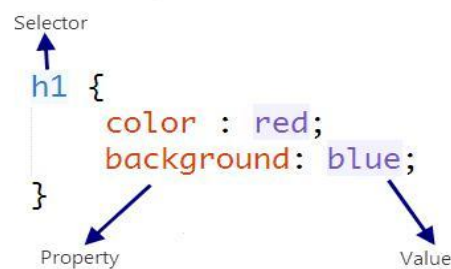 Selector
h1 {
color : red;
background: blue;
}
Property
Value